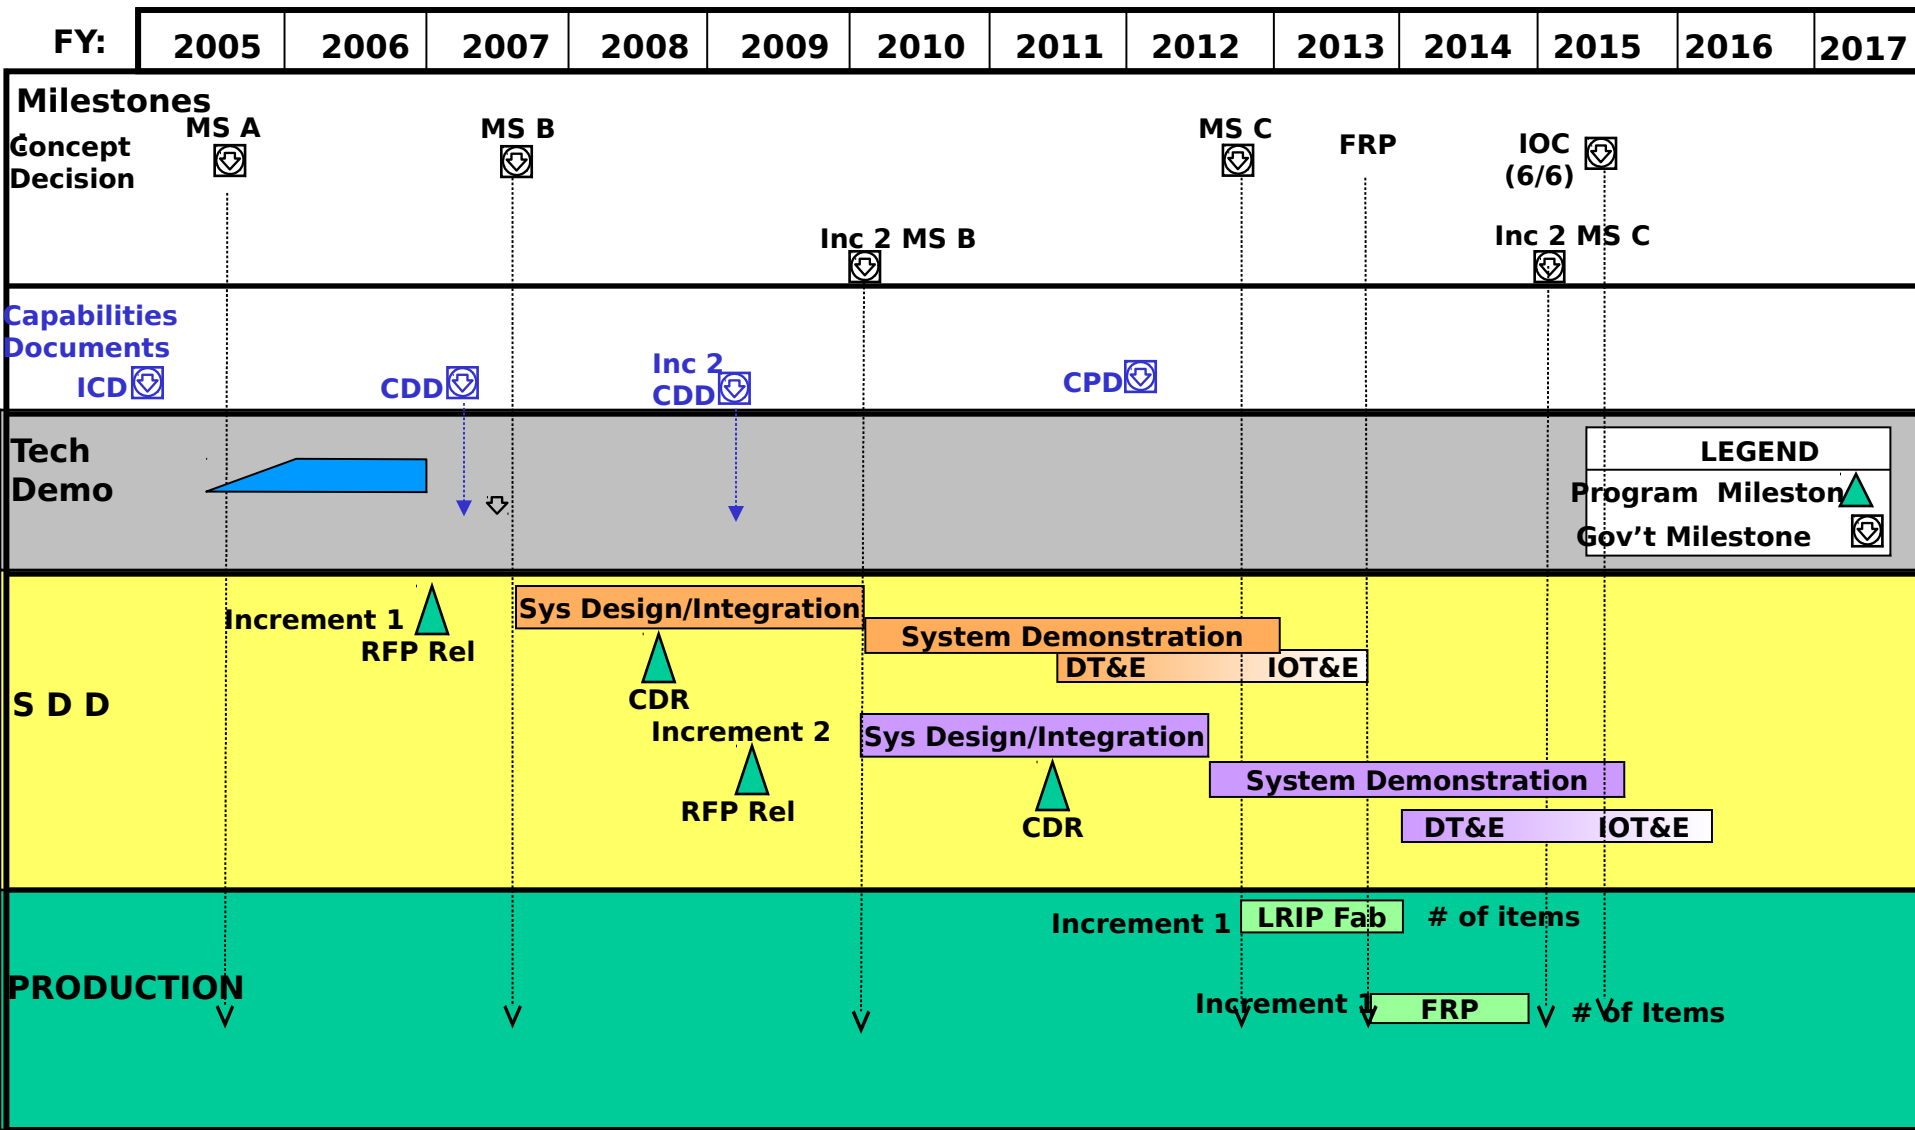 FY: 2005 2006 2007 2008 2009 2010 2011 2012 2013 2014 2015 2016 2017
Milestones
:
Concept
Decision
MS A
MS B
MS C
FRP
IOC
(6/6)
Inc 2 MS B
Inc 2 MS C
Capabilities
Documents
ICD
CDD
Inc 2
CDD
CPD
Tech
Demo
LEGEND
Program Mileston
Gov’t Milestone
S D D
Increment 1
RFP Rel
Sys Design/Integration
System Demonstration
DT&E IOT&E
CDR
Increment 2
RFP Rel
Sys Design/Integration
System Demonstration
CDR
DT&E IOT&E
PRODUCTION
Increment 1 LRIP Fab # of items
Increment 1 FRP # of Items